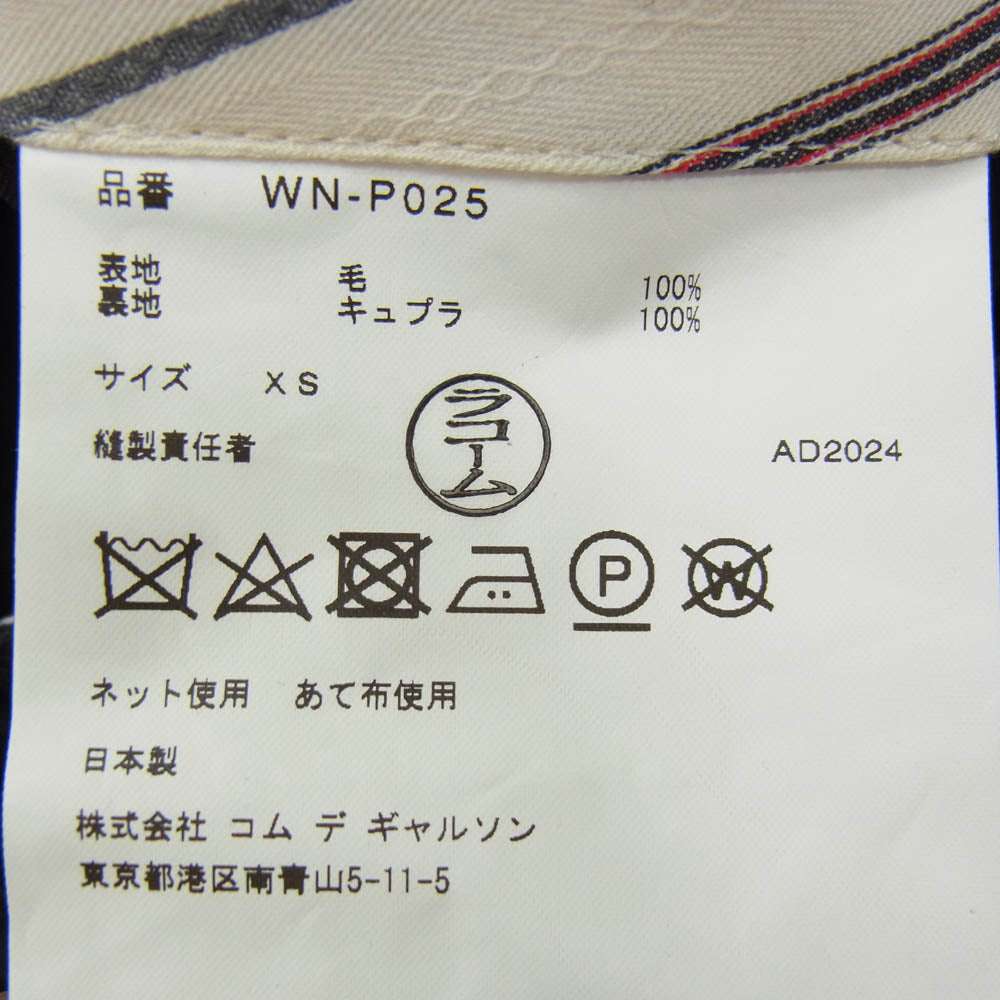 品番 WN-P025
表地 毛 100%
裏地 キュプラ 100%
サイズ XS
縫製責任者 ラコーム AD2024
P W
ネット使用 あて布使用
日本製
株式会社 コム デ ギャルソン
東京都港区南青山5-11-5